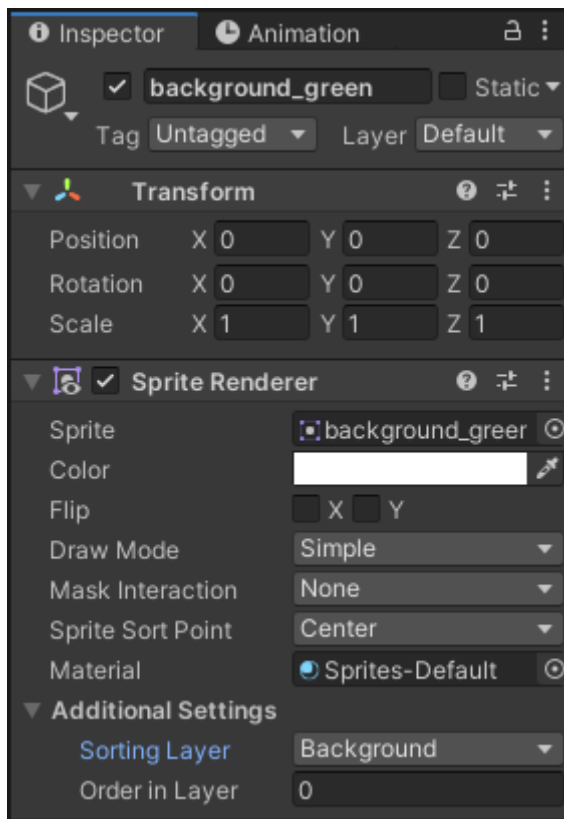 Inspector Animation
background_green Static
Tag Untagged Layer Default
Transform
Position X 0 Y 0 Z 0
Rotation X 0 Y 0 Z 0
Scale X 1 Y 1 Z 1
Sprite Renderer
Sprite background_greer
Color
Flip X Y
Draw Mode Simple
Mask Interaction None
Sprite Sort Point Center
Material Sprites-Default
Additional Settings
Sorting Layer Background
Order in Layer 0